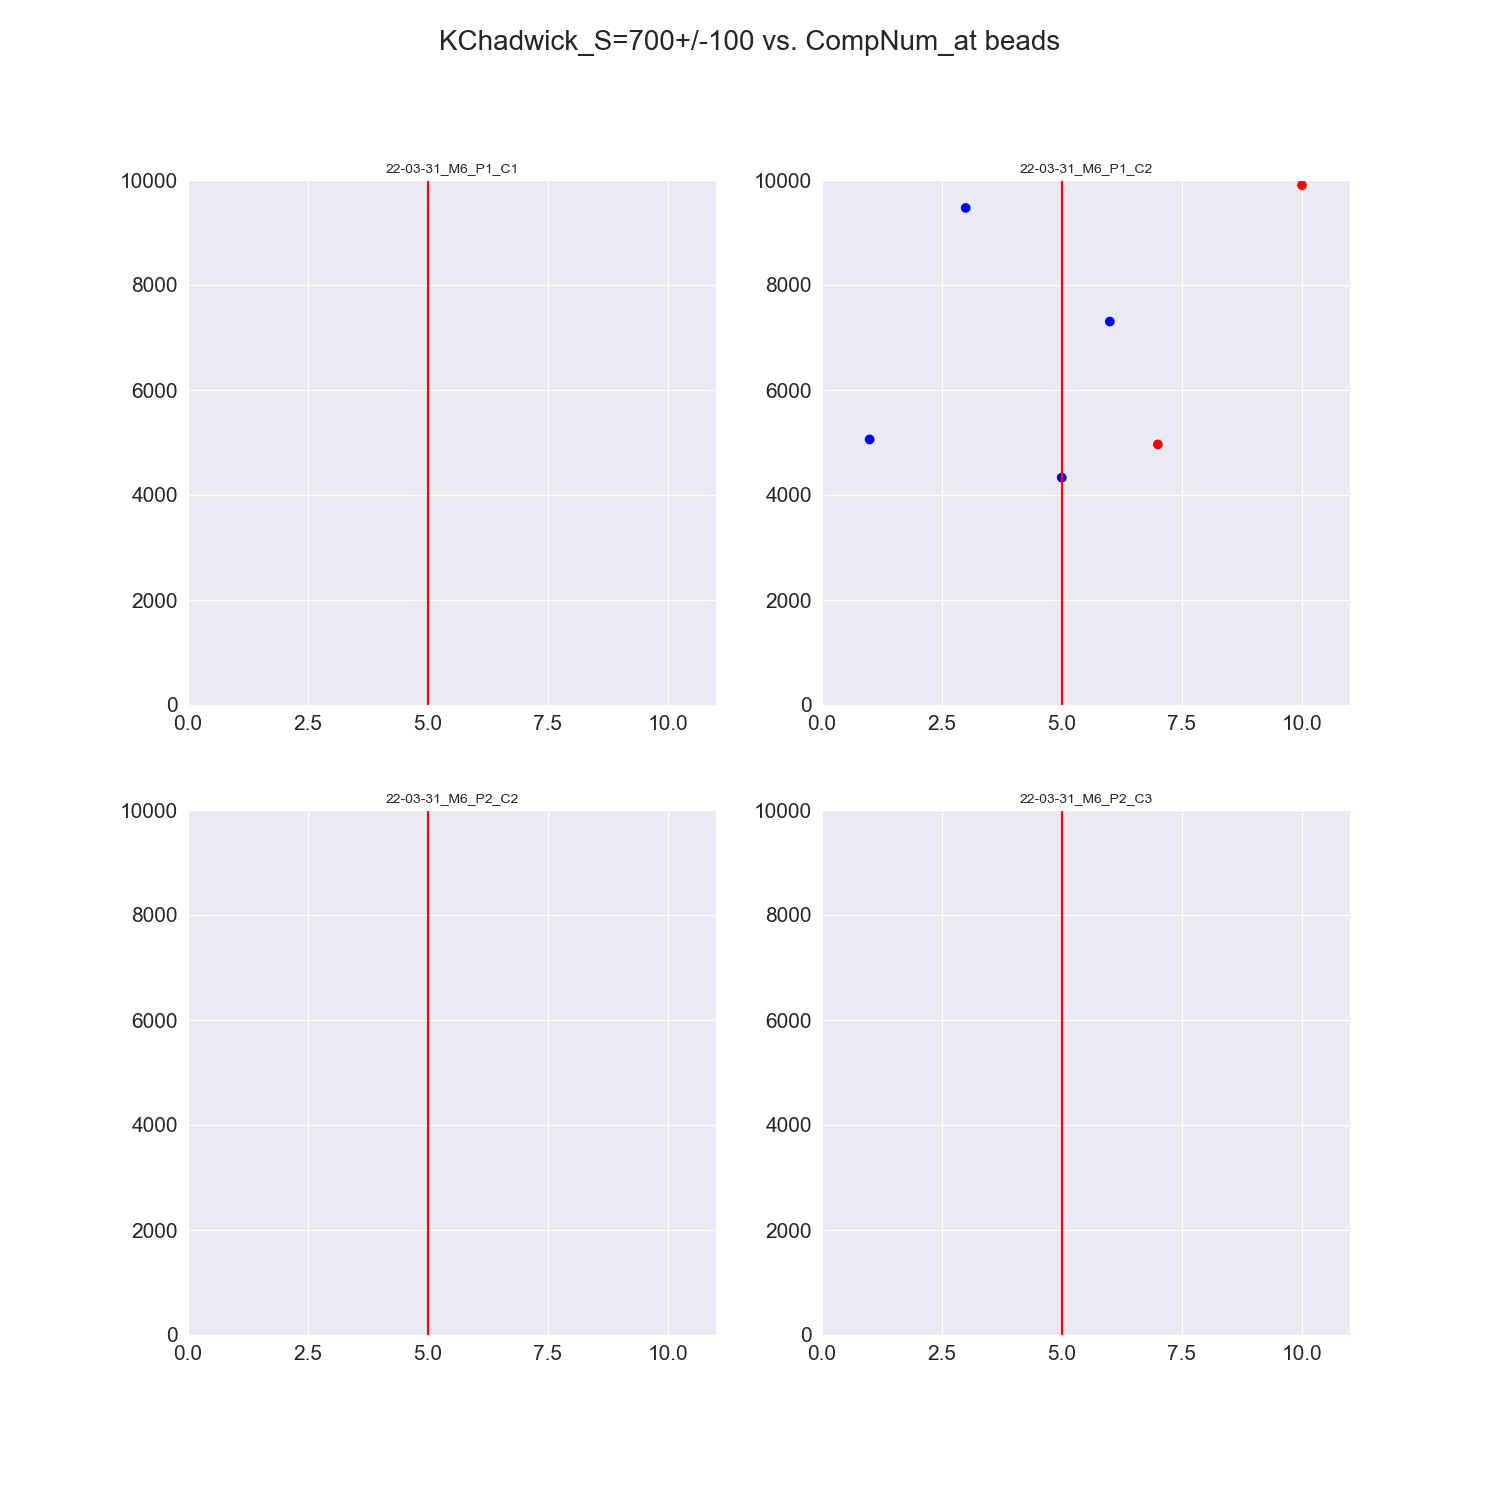 KChadwick_S=700+/-100 vs. CompNum_at beads
22-03-31_M6_P1_C1
10000
8000
6000
4000
2000
0
0.0 2.5 5.0 7.5 10.0
22-03-31_M6_P1_C2
10000
8000
6000
4000
2000
0
0.0 2.5 5.0 7.5 10.0
22-03-31_M6_P2_C2
10000
8000
6000
4000
2000
0
0.0 2.5 5.0 7.5 10.0
22-03-31_M6_P2_C3
10000
8000
6000
4000
2000
0
0.0 2.5 5.0 7.5 10.0